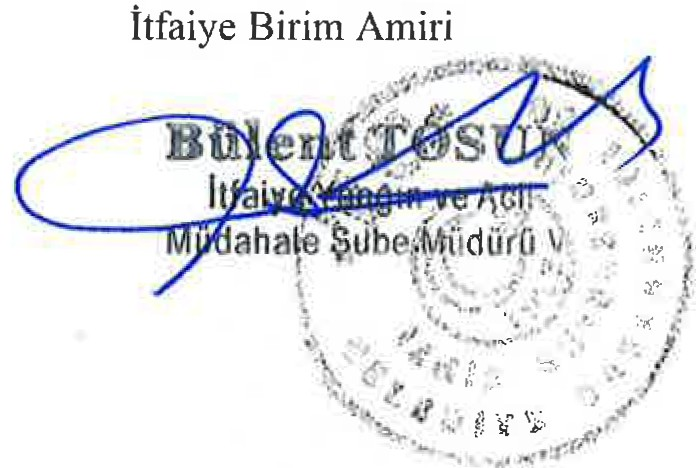 İtfaiye Birim Amiri
Bülent TOSUN
İtfaiye Yangın ve Acil
Müdahale Şube Müdürü V